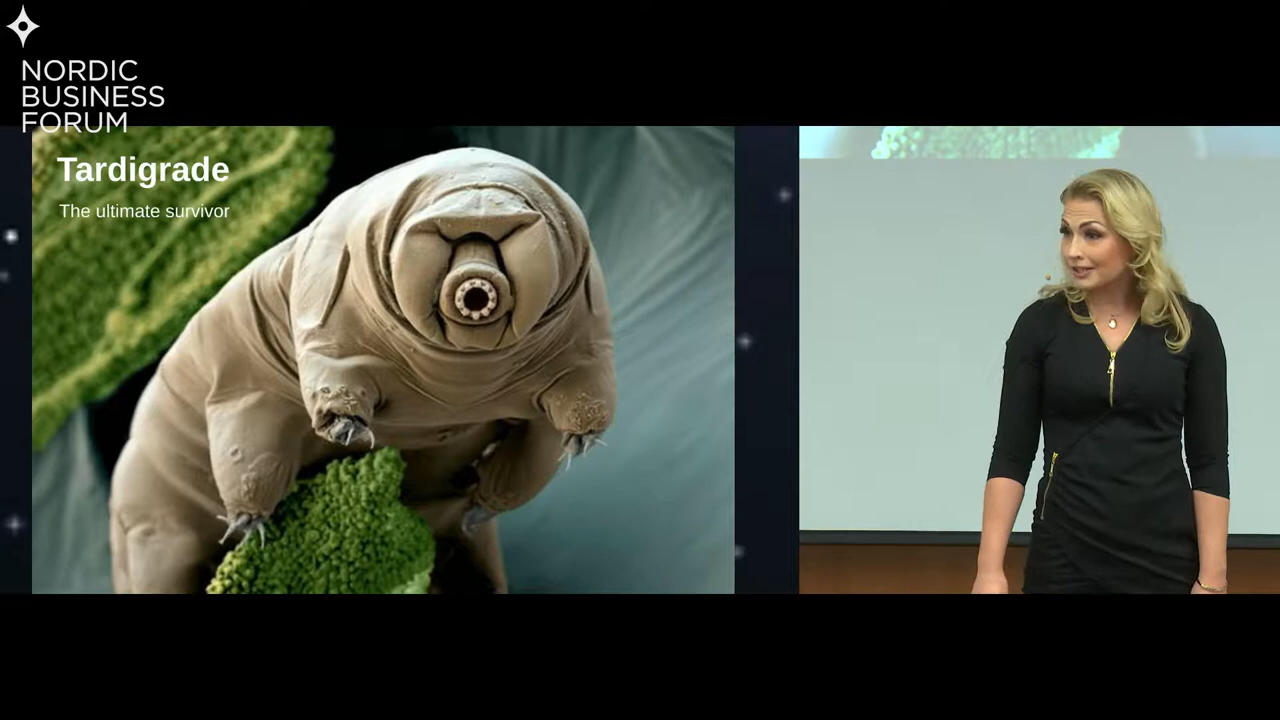 NORDIC
BUSINESS
FORUM
Tardigrade
The ultimate survivor